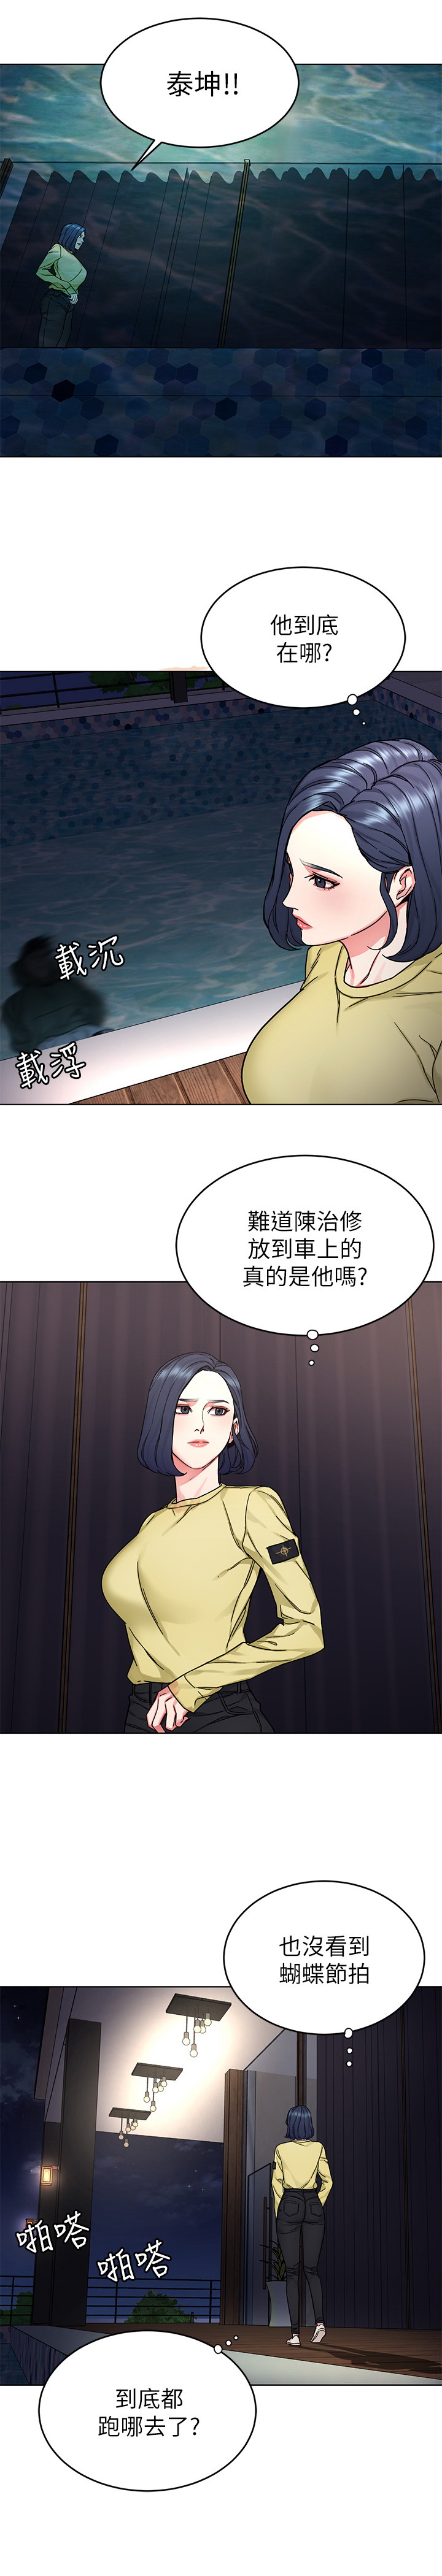 泰坤!!
他到底
在哪?
載沉
載浮
難道陳治修
放到車上的
真的是他嗎?
也沒看到
蝴蝶節拍
啪嗒
啪嗒
到底都
跑哪去了?